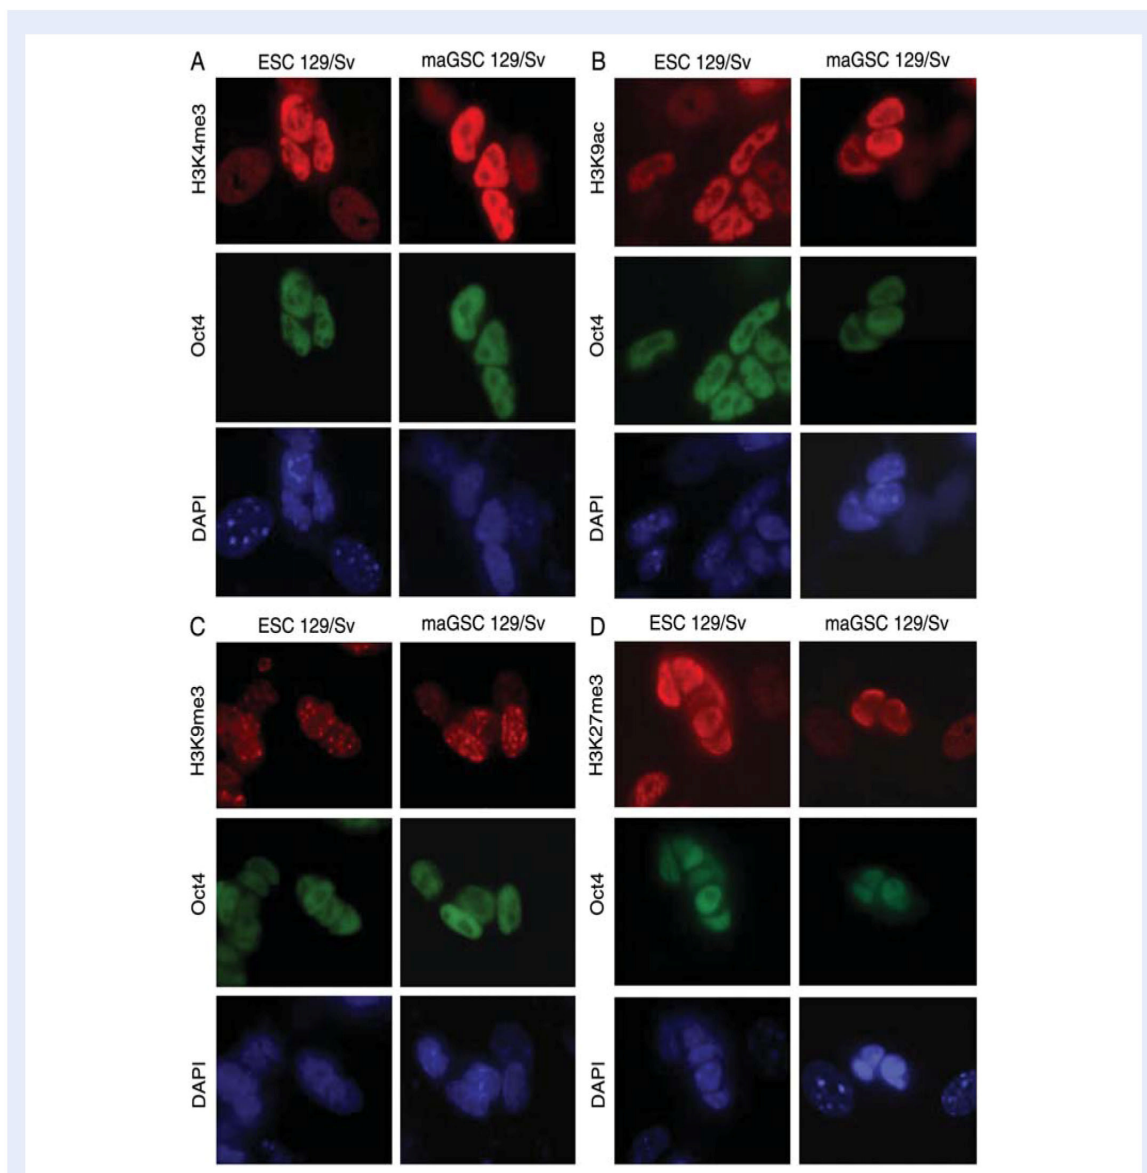 A ESC 129/Sv maGSC 129/Sv
H3K4me3
Oct4
DAPI
B ESC 129/Sv maGSC 129/Sv
H3K9ac
Oct4
DAPI
C ESC 129/Sv maGSC 129/Sv
H3K9me3
Oct4
DAPI
D ESC 129/Sv maGSC 129/Sv
H3K27me3
Oct4
DAPI